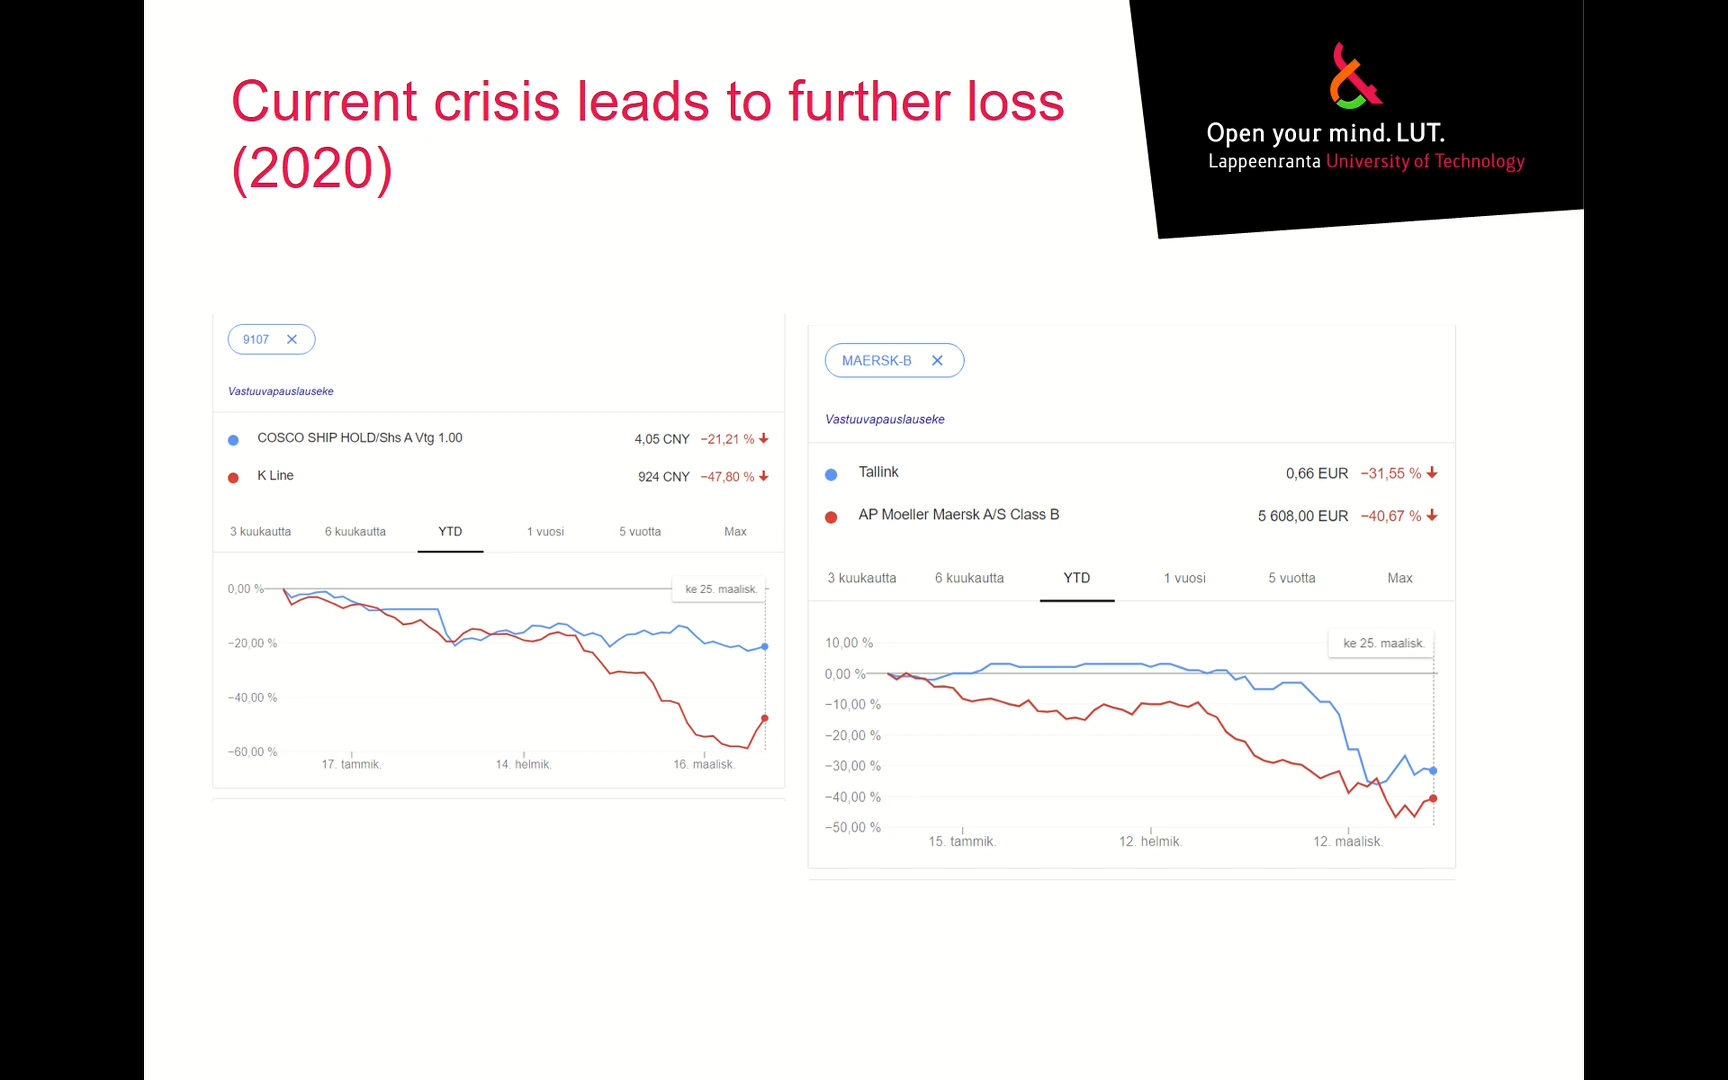 Current crisis leads to further loss
(2020)
Open your mind. LUT.
Lappeenranta University of Technology
9107 ×
Vastuuvapauslauseke
COSCO SHIP HOLD/Shs A Vtg 1.00 4,05 CNY −21,21 %
K Line 924 CNY −47,80 %
3 kuukautta 6 kuukautta YTD 1 vuosi 5 vuotta Max
ke 25. maalisk.
0,00 %
−20,00 %
−40,00 %
−60,00 %
17. tammik. 14. helmik. 16. maalisk.
MAERSK-B ×
Vastuuvapauslauseke
Tallink 0,66 EUR −31,55 %
AP Moeller Maersk A/S Class B 5 608,00 EUR −40,67 %
3 kuukautta 6 kuukautta YTD 1 vuosi 5 vuotta Max
ke 25. maalisk.
10,00 %
0,00 %
−10,00 %
−20,00 %
−30,00 %
−40,00 %
−50,00 %
15. tammik. 12. helmik. 12. maalisk.